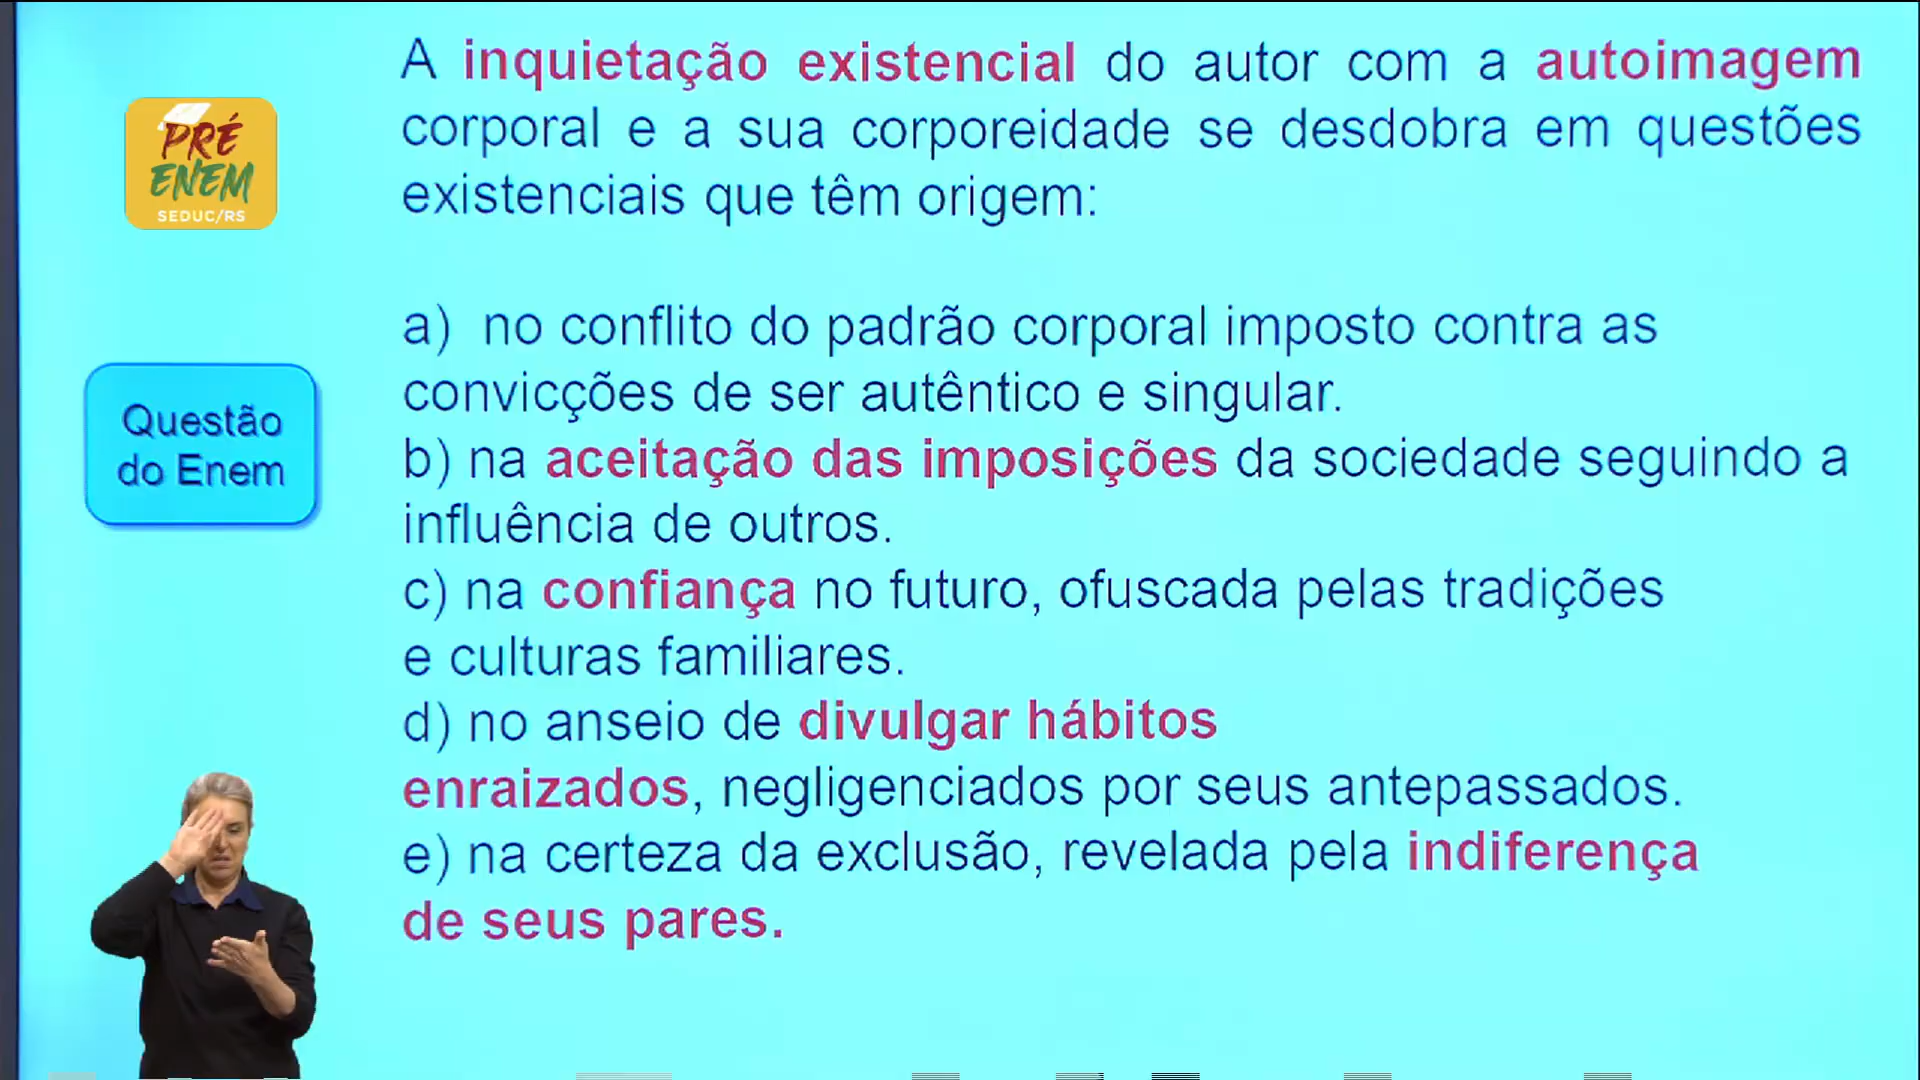 A inquietação existencial do autor com a autoimagem
corporal e a sua corporeidade se desdobra em questões
existenciais que têm origem:
PRÉ
ENEM
SEDUC/RS
a) no conflito do padrão corporal imposto contra as
convicções de ser autêntico e singular.
Questão
do Enem
b) na aceitação das imposições da sociedade seguindo a
influência de outros.
c) na confiança no futuro, ofuscada pelas tradições
e culturas familiares.
d) no anseio de divulgar hábitos
enraizados, negligenciados por seus antepassados.
e) na certeza da exclusão, revelada pela indiferença
de seus pares.